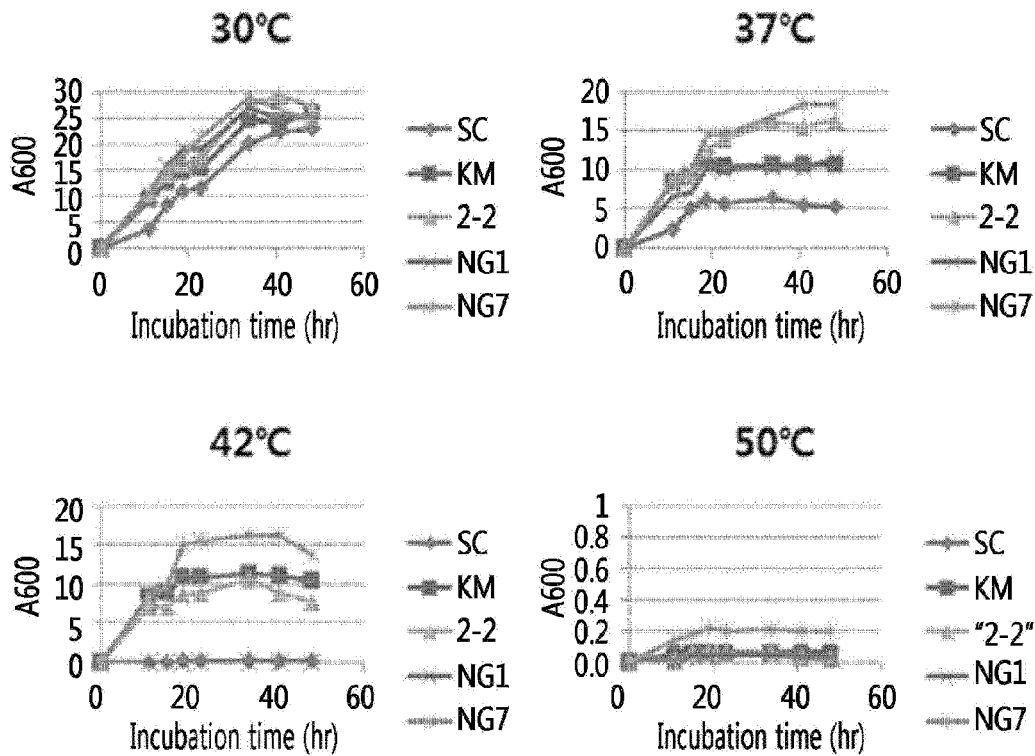 30°C
30
25
20
15
10
5
0
A600
0 20 40 60
Incubation time (hr)
SC
KM
2-2
NG1
NG7
37°C
20
15
10
5
0
A600
0 20 40 60
Incubation time (hr)
SC
KM
2-2
NG1
NG7
42°C
20
15
10
5
0
A600
0 20 40 60
Incubation time (hr)
SC
KM
2-2
NG1
NG7
50°C
1
0.8
0.6
0.4
0.2
0.0
A600
0 20 40 60
Incubation time (hr)
SC
KM
"2-2"
NG1
NG7